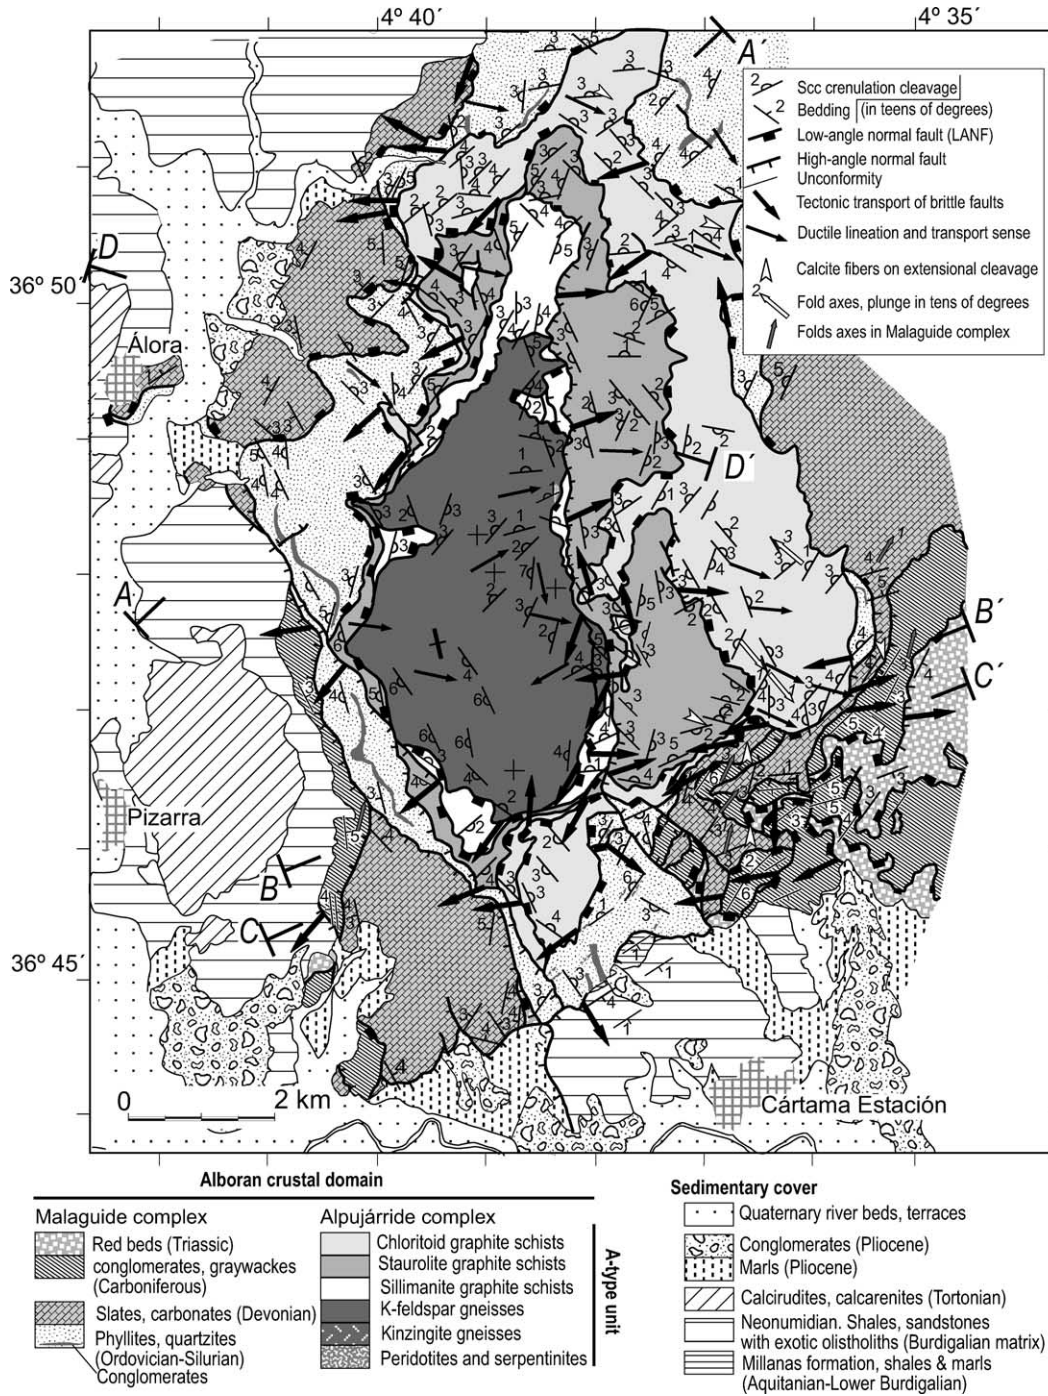 4º 40´
4º 35´
A´
Scc crenulation cleavage
Bedding (in teens of degrees)
Low-angle normal fault (LANF)
High-angle normal fault
Unconformity
Tectonic transport of brittle faults
Ductile lineation and transport sense
Calcite fibers on extensional cleavage
Fold axes, plunge in tens of degrees
Folds axes in Malaguide complex
D
36º 50´
Álora
D´
A
B´
C´
Pizarra
B
C
36º 45´
0 2 km
Cártama Estación
Alboran crustal domain
Malaguide complex
Red beds (Triassic)
conglomerates, graywackes
(Carboniferous)
Slates, carbonates (Devonian)
Phyllites, quartzites
(Ordovician-Silurian)
Conglomerates
Alpujárride complex
Chloritoid graphite schists
Staurolite graphite schists
Sillimanite graphite schists
K-feldspar gneisses
Kinzingite gneisses
Peridotites and serpentinites
A-type unit
Sedimentary cover
Quaternary river beds, terraces
Conglomerates (Pliocene)
Marls (Pliocene)
Calcirudites, calcarenites (Tortonian)
Neonumidian. Shales, sandstones
with exotic olistholiths (Burdigalian matrix)
Millanas formation, shales & marls
(Aquitanian-Lower Burdigalian)